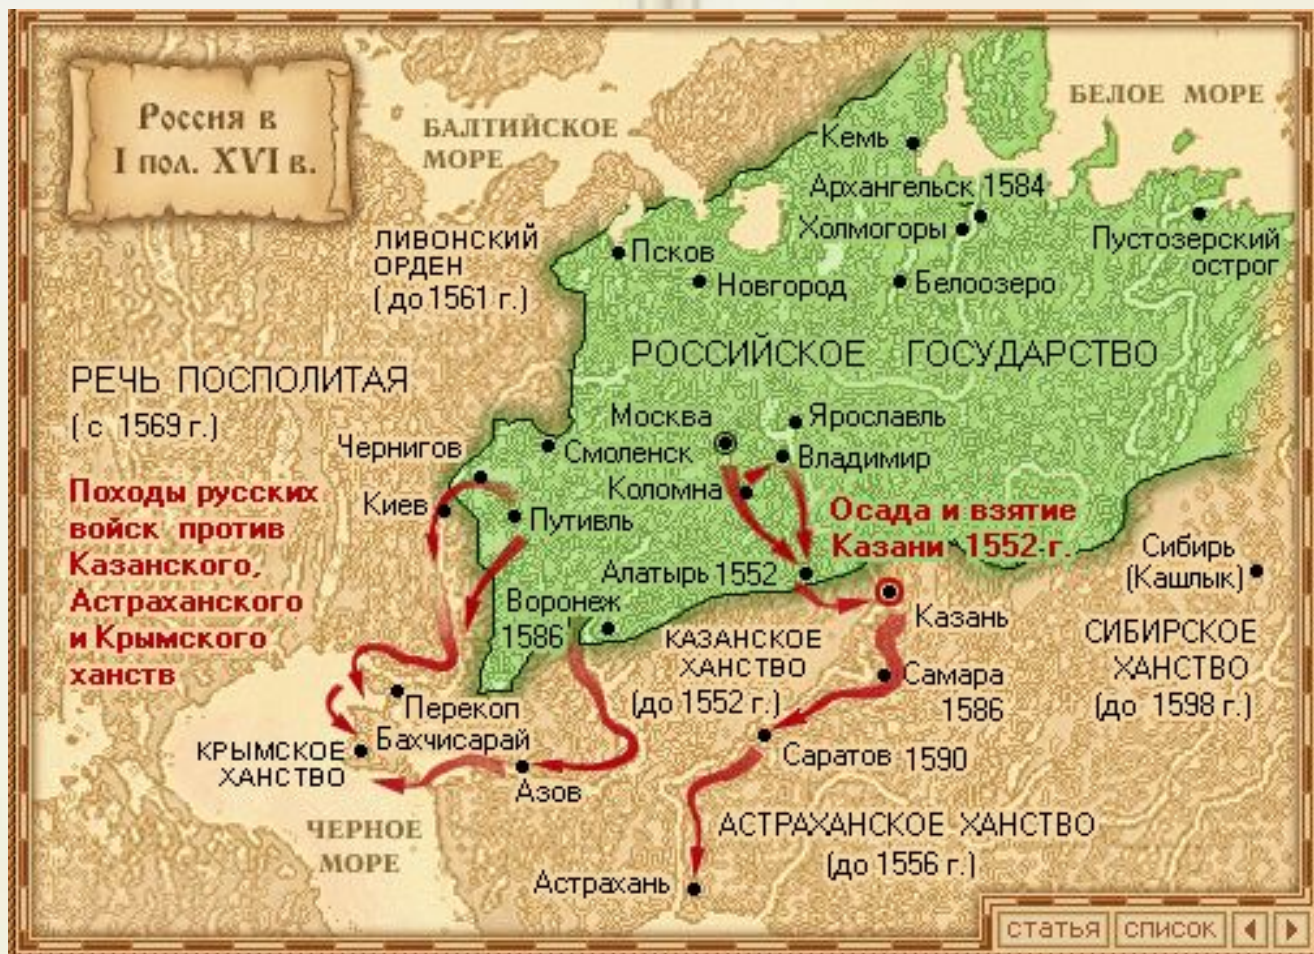 Россия в
I пол. XVI в.
БАЛТИЙСКОЕ
МОРЕ
БЕЛОЕ МОРЕ
Кемь
Архангельск 1584
Холмогоры
Пустозерский
острог
ЛИВОНСКИЙ
ОРДЕН
(до 1561 г.)
Псков
Новгород
Белоозеро
РОССИЙСКОЕ ГОСУДАРСТВО
РЕЧЬ ПОСПОЛИТАЯ
(с 1569 г.)
Москва
Ярославль
Чернигов
Смоленск
Владимир
Коломна
Киев
Путивль
Походы русских
войск против
Казанского,
Астраханского
и Крымского
ханств
Осада и взятие
Казани 1552 г.
Сибирь
(Кашлык)
Алатырь 1552
Воронеж
1586
Казань
КАЗАНСКОЕ
ХАНСТВО
(до 1552 г.)
СИБИРСКОЕ
ХАНСТВО
(до 1598 г.)
Самара
1586
Перекоп
Бахчисарай
КРЫМСКОЕ
ХАНСТВО
Саратов 1590
Азов
ЧЕРНОЕ
МОРЕ
АСТРАХАНСКОЕ ХАНСТВО
(до 1556 г.)
Астрахань
статья список